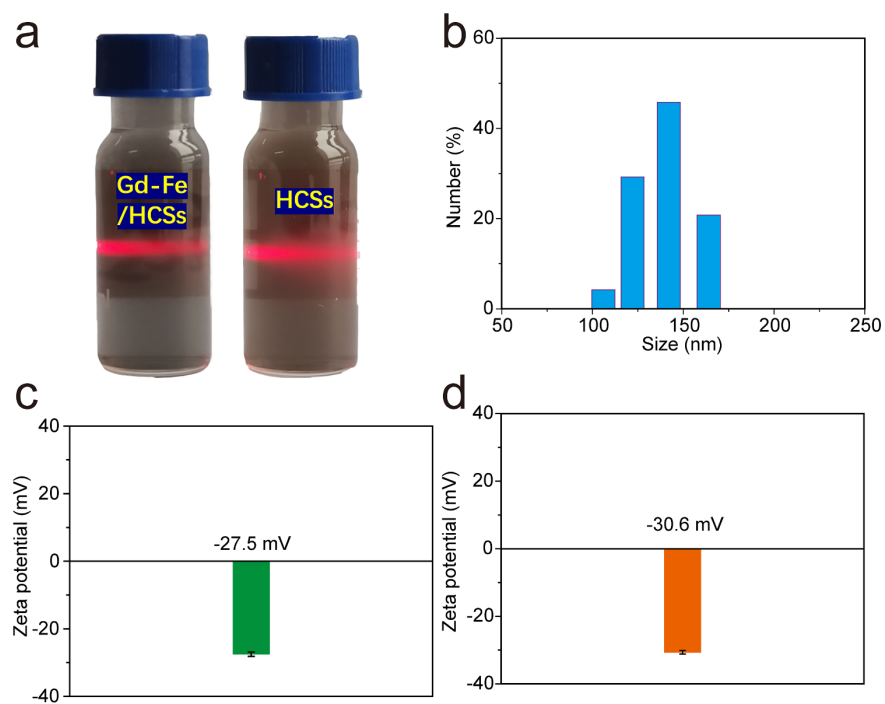 a
Gd-Fe
/HCSs
HCSs
b
Number (%)
60
40
20
0
50
100
150
200
250
Size (nm)
c
Zeta potential (mV)
40
20
0
-20
-40
-27.5 mV
d
Zeta potential (mV)
40
20
0
-20
-40
-30.6 mV